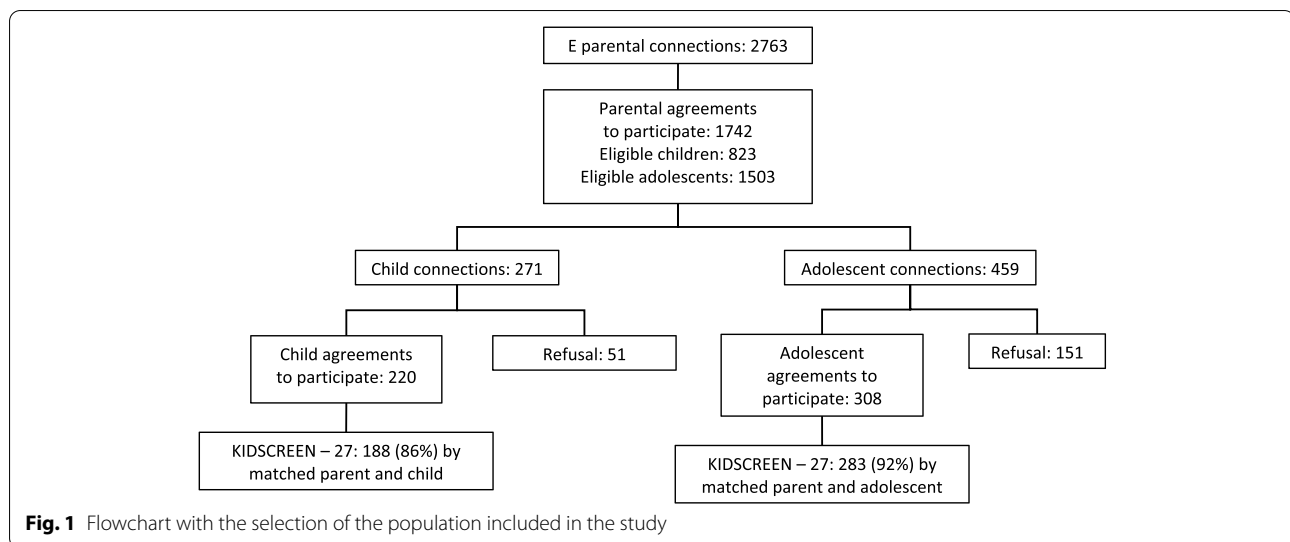 E parental connections: 2763
Parental agreements
to participate: 1742
Eligible children: 823
Eligible adolescents: 1503
Child connections: 271
Adolescent connections: 459
Child agreements
to participate: 220
Refusal: 51
Adolescent
agreements to
participate: 308
Refusal: 151
KIDSCREEN – 27: 188 (86%) by
matched parent and child
KIDSCREEN – 27: 283 (92%) by
matched parent and adolescent
Fig. 1 Flowchart with the selection of the population included in the study